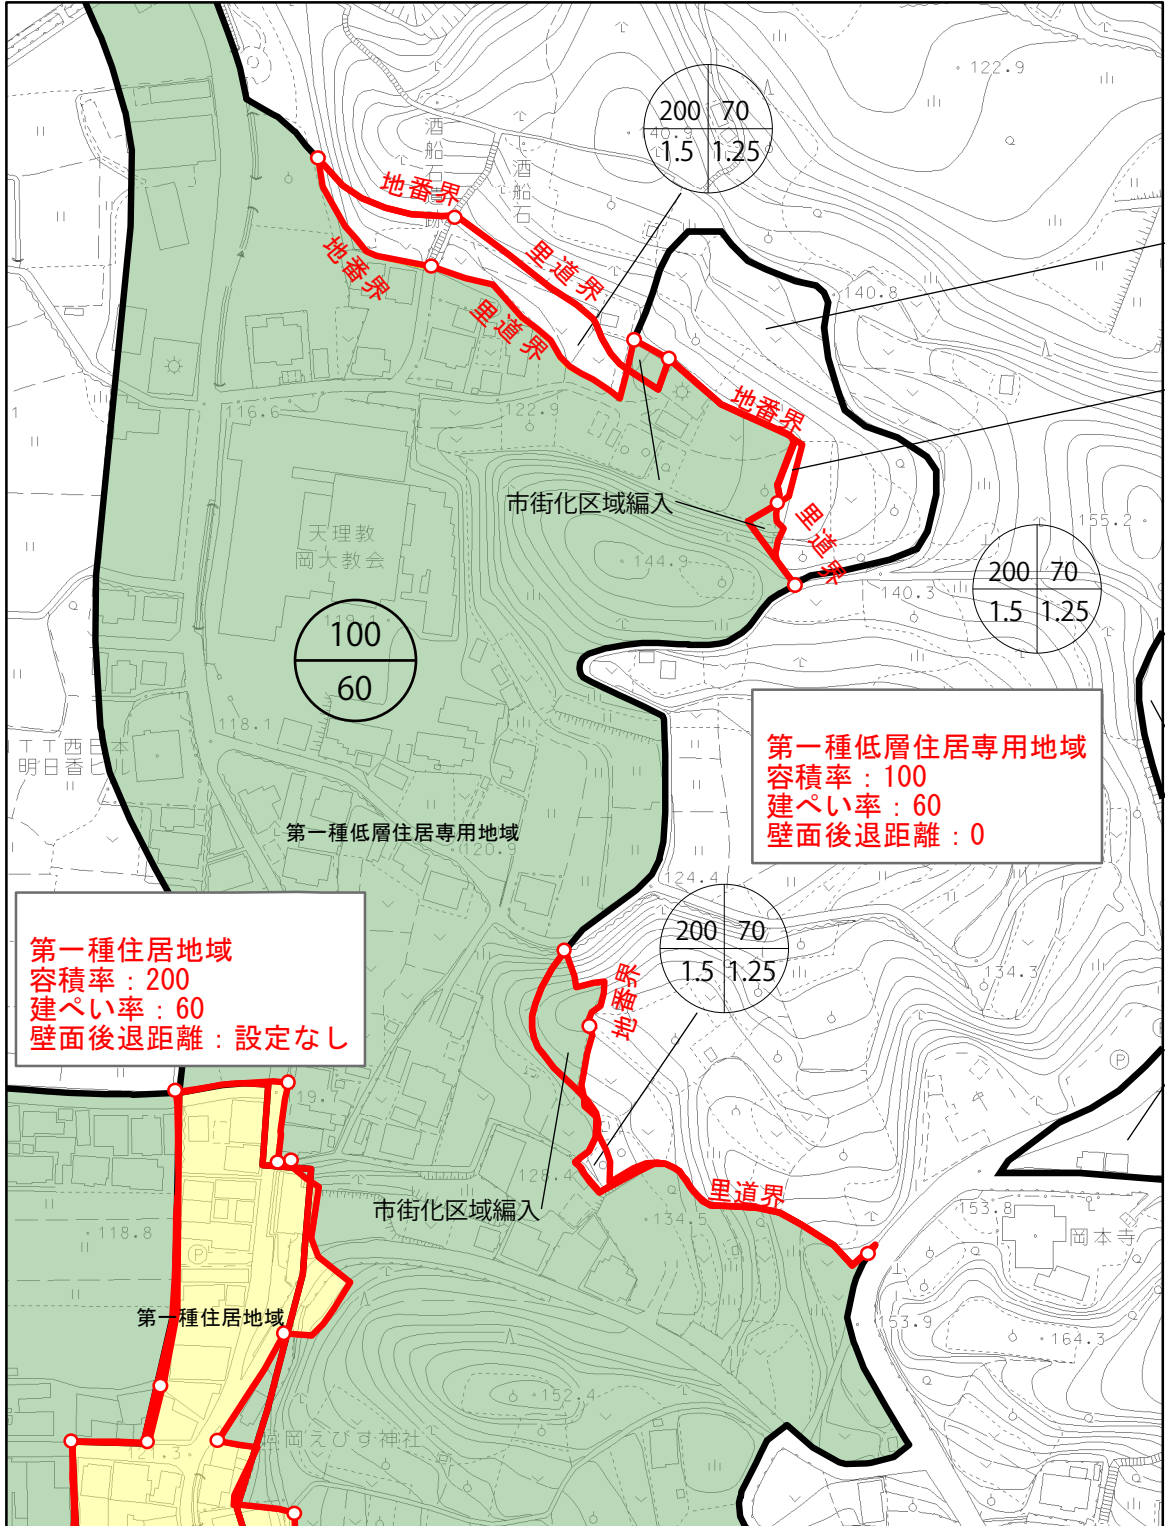 122.9
200 70
1.5 1.25
40.9
酒船石遺跡
酒船石
地番界
地番界
里道界
里道界
140.8
地番界
116.6
122.9
市街化区域編入
里道界
天理教
岡大教会
144.9
155.2
200 70
1.5 1.25
140.3
100
60
119.1
118.1
TT西日本
明日香ビル
第一種低層住居専用地域
容積率：100
建ぺい率：60
壁面後退距離：0
第一種低層住居専用地域
120.9
124.4
第一種住居地域
容積率：200
建ぺい率：60
壁面後退距離：設定なし
200 70
1.5 1.25
地番界
134.3
P
19.
128.4
市街化区域編入
里道界
134.5
153.8
岡本寺
118.8
P
第一種住居地域
153.9
164.3
152.4
岡えびす神社